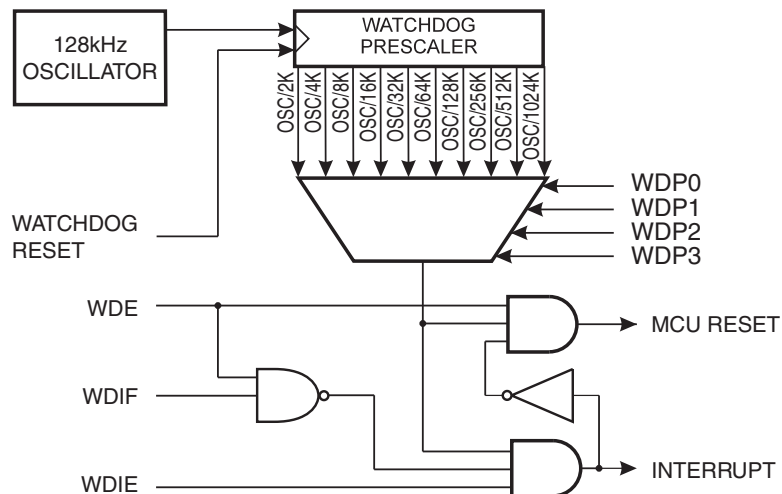 128kHz
OSCILLATOR
WATCHDOG
PRESCALER
OSC/2K
OSC/4K
OSC/8K
OSC/16K
OSC/32K
OSC/64K
OSC/128K
OSC/256K
OSC/512K
OSC/1024K
WATCHDOG
RESET
WDP0
WDP1
WDP2
WDP3
WDE
MCU RESET
WDIF
INTERRUPT
WDIE